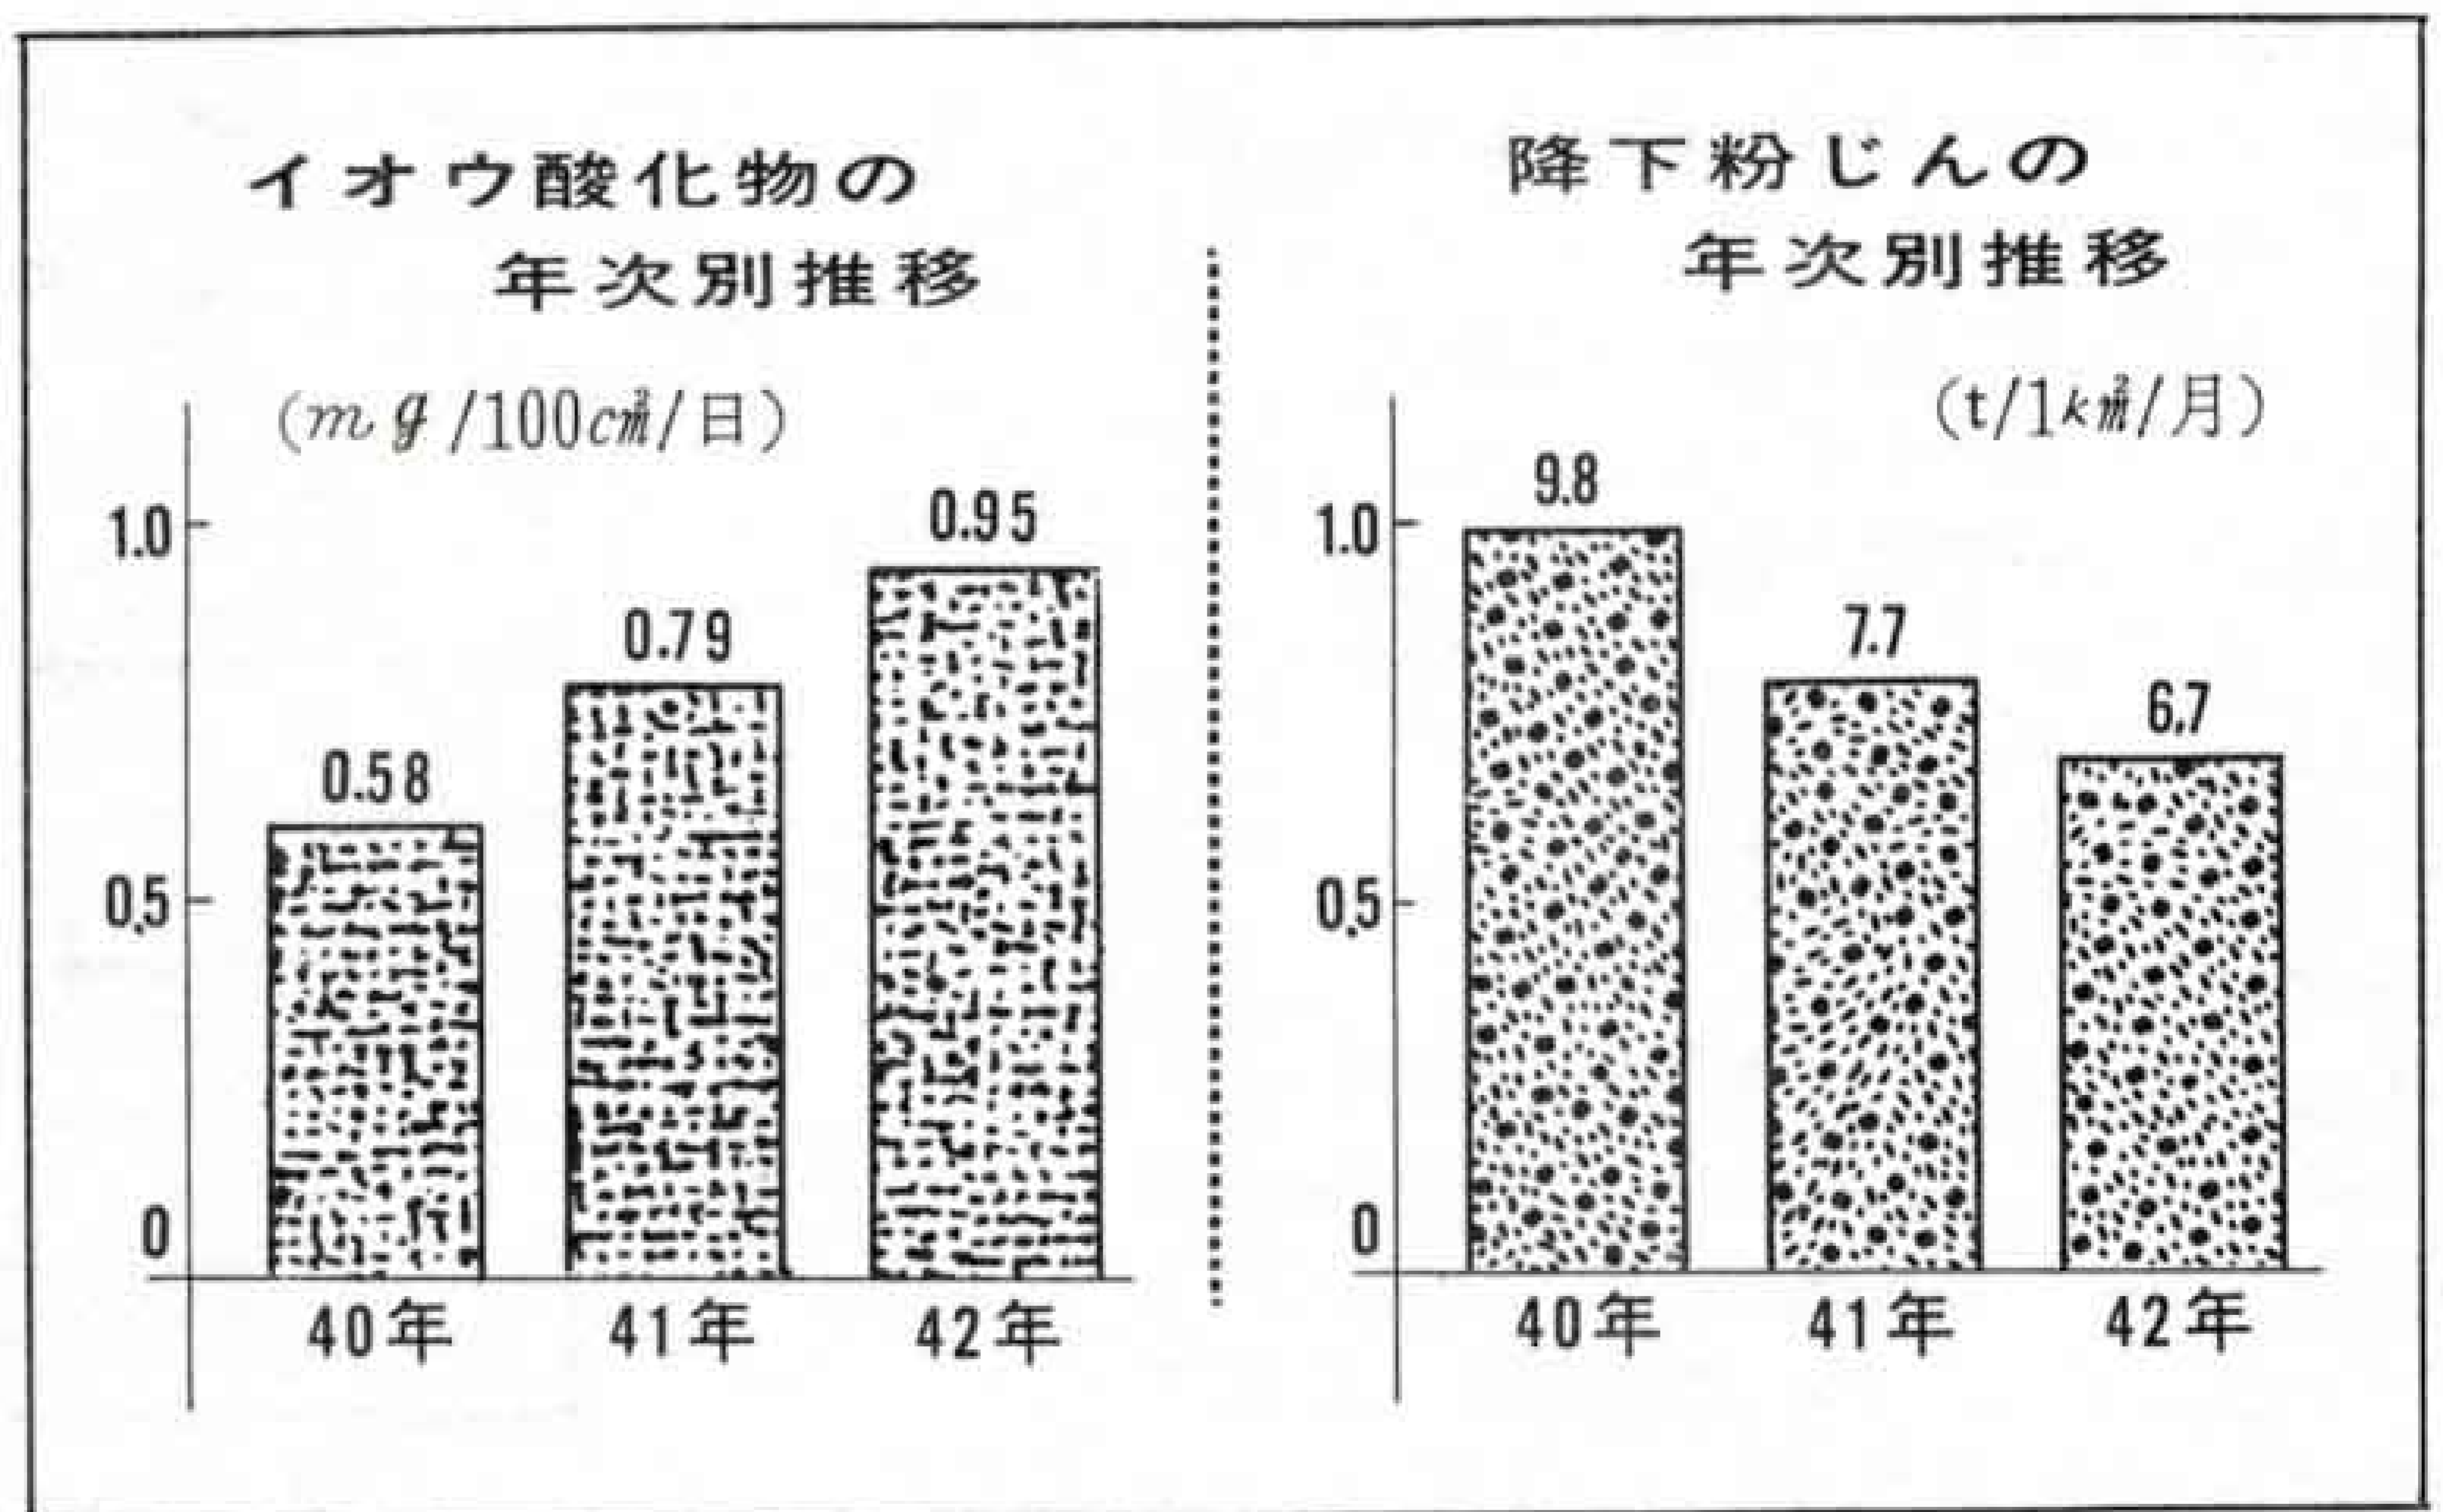 イオウ酸化物の
年次別推移
(mg/100c㎡/日)
1.0
0.5
0
0.58
0.79
0.95
40年
41年
42年
降下粉じんの
年次別推移
(t/1k㎡/月)
1.0
0.5
0
9.8
7.7
6.7
40年
41年
42年